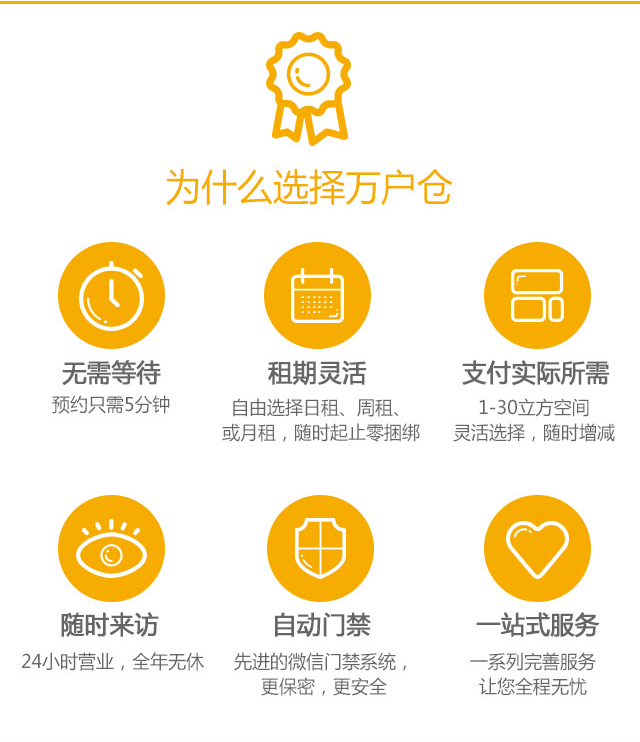 为什么选择万户仓
无需等待
预约只需5分钟
租期灵活
自由选择日租、周租、
或月租，随时起止零捆绑
支付实际所需
1-30立方空间
灵活选择，随时增减
随时来访
24小时营业，全年无休
自动门禁
先进的微信门禁系统，
更保密，更安全
一站式服务
一系列完善服务
让您全程无忧